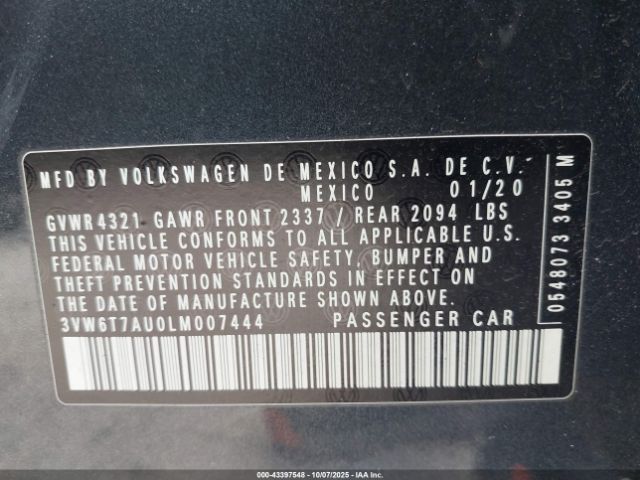 MFD BY VOLKSWAGEN DE MEXICO S.A. DE C.V.
MEXICO 01/20
GVWR 4321 GAWR FRONT 2337 / REAR 2094 LBS
THIS VEHICLE CONFORMS TO ALL APPLICABLE U.S.
FEDERAL MOTOR VEHICLE SAFETY, BUMPER AND
THEFT PREVENTION STANDARDS IN EFFECT ON
THE DATE OF MANUFACTURE SHOWN ABOVE.
3VW6T7AU0LM007444 PASSENGER CAR
0548073 3405 M
000-43397548 | 10/07/2025 | IAAI.COM